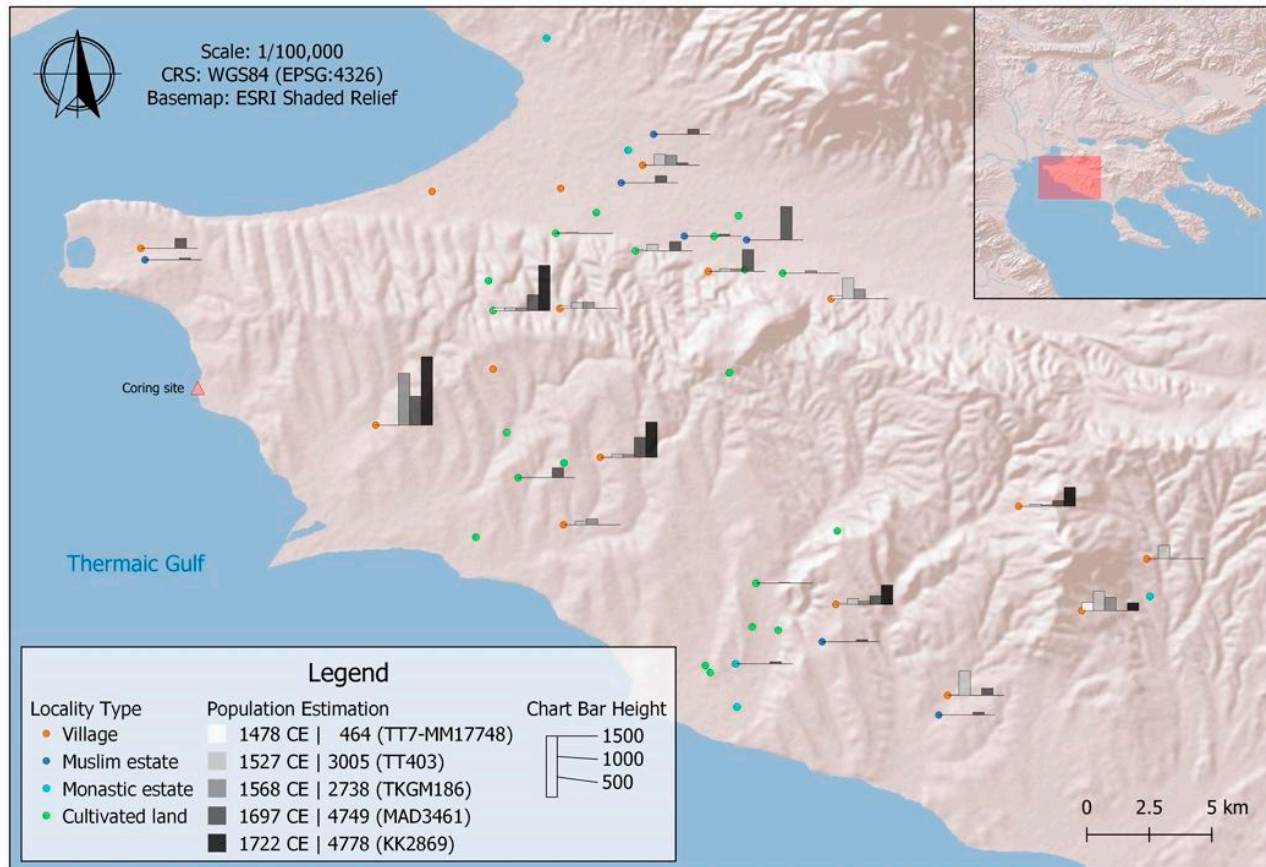 Scale: 1/100,000
CRS: WGS84 (EPSG:4326)
Basemap: ESRI Shaded Relief
Coring site
Thermaic Gulf
Legend
Locality Type
Village
Muslim estate
Monastic estate
Cultivated land
Population Estimation
1478 CE | 464 (TT7-MM17748)
1527 CE | 3005 (TT403)
1568 CE | 2738 (TKGM186)
1697 CE | 4749 (MAD3461)
1722 CE | 4778 (KK2869)
Chart Bar Height
1500
1000
500
0 2.5 5 km